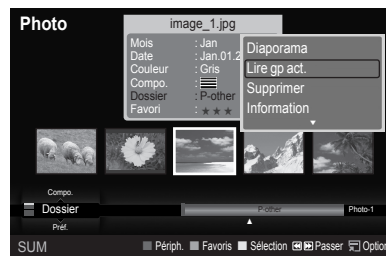 Photo
image_1.jpg
Mois : Jan
Date : Jan.01.2
Couleur : Gris
Compo. :
Dossier : P-other
Favori : ★ ★ ★
Diaporama
Lire gp act.
Supprimer
Information
Compo.
Dossier
Préf.
P-other
Photo-1
SUM
Périph. Favoris Sélection Passer Option